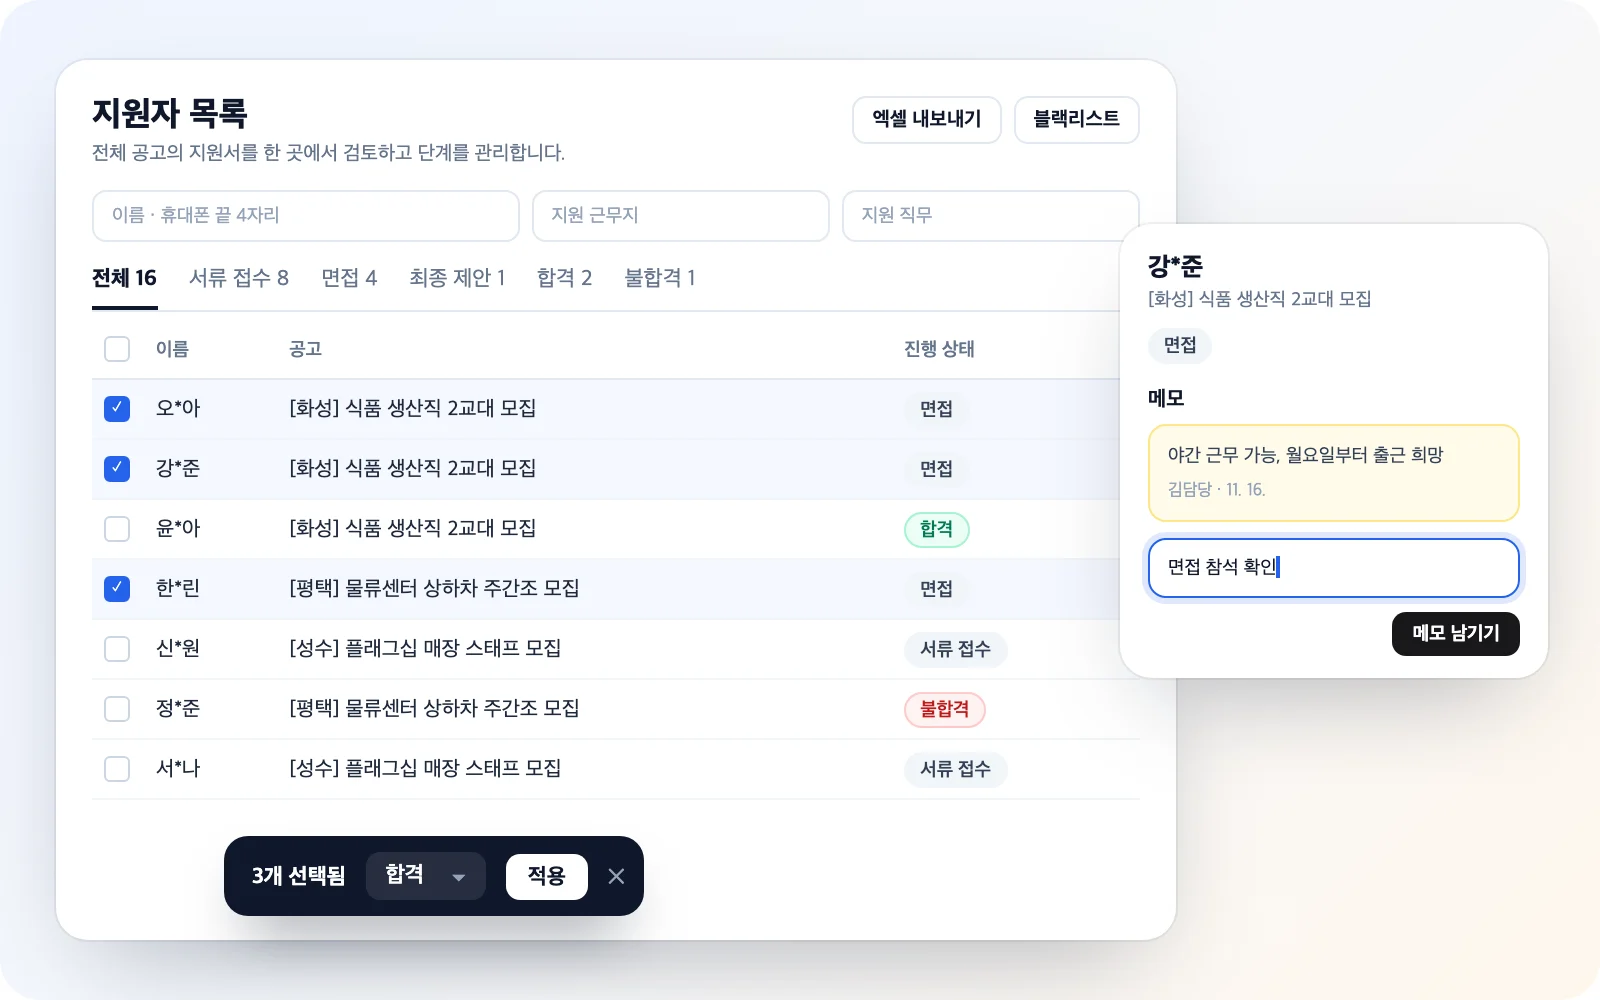 지원자 목록
전체 공고의 지원서를 한 곳에서 검토하고 단계를 관리합니다.
엑셀 내보내기
블랙리스트
이름 · 휴대폰 끝 4자리
지원 근무지
지원 직무
전체 16 서류 접수 8 면접 4 최종 제안 1 합격 2 불합격 1
이름 공고 진행 상태
오*아 [화성] 식품 생산직 2교대 모집 면접
강*준 [화성] 식품 생산직 2교대 모집 면접
윤*아 [화성] 식품 생산직 2교대 모집 합격
한*린 [평택] 물류센터 상하차 주간조 모집 면접
신*원 [성수] 플래그십 매장 스태프 모집 서류 접수
정*준 [평택] 물류센터 상하차 주간조 모집 불합격
서*나 [성수] 플래그십 매장 스태프 모집 서류 접수
3개 선택됨 합격 적용
강*준
[화성] 식품 생산직 2교대 모집
면접
메모
야간 근무 가능, 월요일부터 출근 희망
김담당 · 11. 16.
면접 참석 확인
메모 남기기